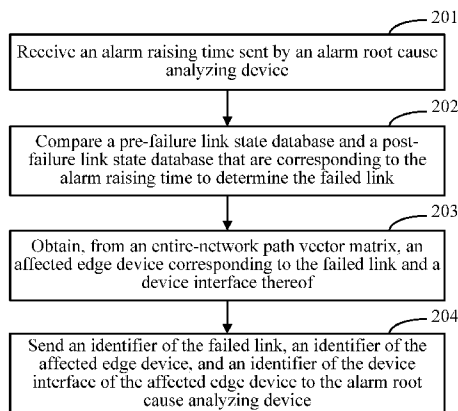 201
Receive an alarm raising time sent by an alarm root cause
analyzing device
202
Compare a pre-failure link state database and a post-
failure link state database that are corresponding to the
alarm raising time to determine the failed link
203
Obtain, from an entire-network path vector matrix, an
affected edge device corresponding to the failed link and a
device interface thereof
204
Send an identifier of the failed link, an identifier of the
affected edge device, and an identifier of the device
interface of the affected edge device to the alarm root
cause analyzing device